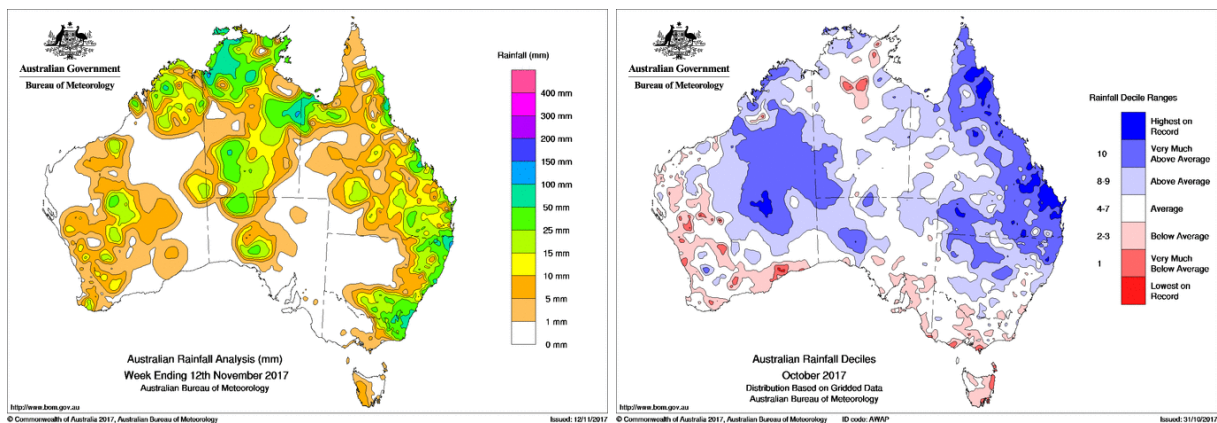 Australian Government
Bureau of Meteorology
Rainfall (mm)
400 mm
300 mm
200 mm
150 mm
100 mm
50 mm
25 mm
15 mm
10 mm
5 mm
1 mm
0 mm
Australian Rainfall Analysis (mm)
Week Ending 12th November 2017
Australian Bureau of Meteorology
http://www.bom.gov.au
© Commonwealth of Australia 2017, Australian Bureau of Meteorology
Issued: 12/11/2017
Australian Government
Bureau of Meteorology
Rainfall Decile Ranges
Highest on
Record
10 Very Much
Above Average
8-9 Above Average
4-7 Average
2-3 Below Average
1 Very Much
Below Average
Lowest on
Record
Australian Rainfall Deciles
October 2017
Distribution Based on Gridded Data
Australian Bureau of Meteorology
http://www.bom.gov.au
© Commonwealth of Australia 2017, Australian Bureau of Meteorology ID code: AWAP Issued: 31/10/2017